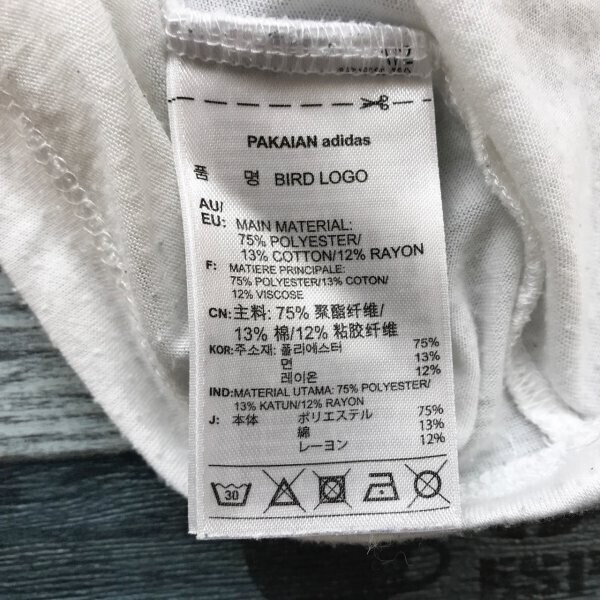 PAKAIAN adidas
품 명 BIRD LOGO
AU/
EU: MAIN MATERIAL:
75% POLYESTER/
13% COTTON/12% RAYON
F: MATIERE PRINCIPALE:
75% POLYESTER/13% COTON/
12% VISCOSE
CN: 主料: 75% 聚酯纤维/
13% 棉/12% 粘胶纤维
KOR: 주소재: 폴리에스터 75%
면 13%
레이온 12%
IND: MATERIAL UTAMA: 75% POLYESTER/
13% KATUN/12% RAYON
J: 本体 ポリエステル 75%
綿 13%
レーヨン 12%
30